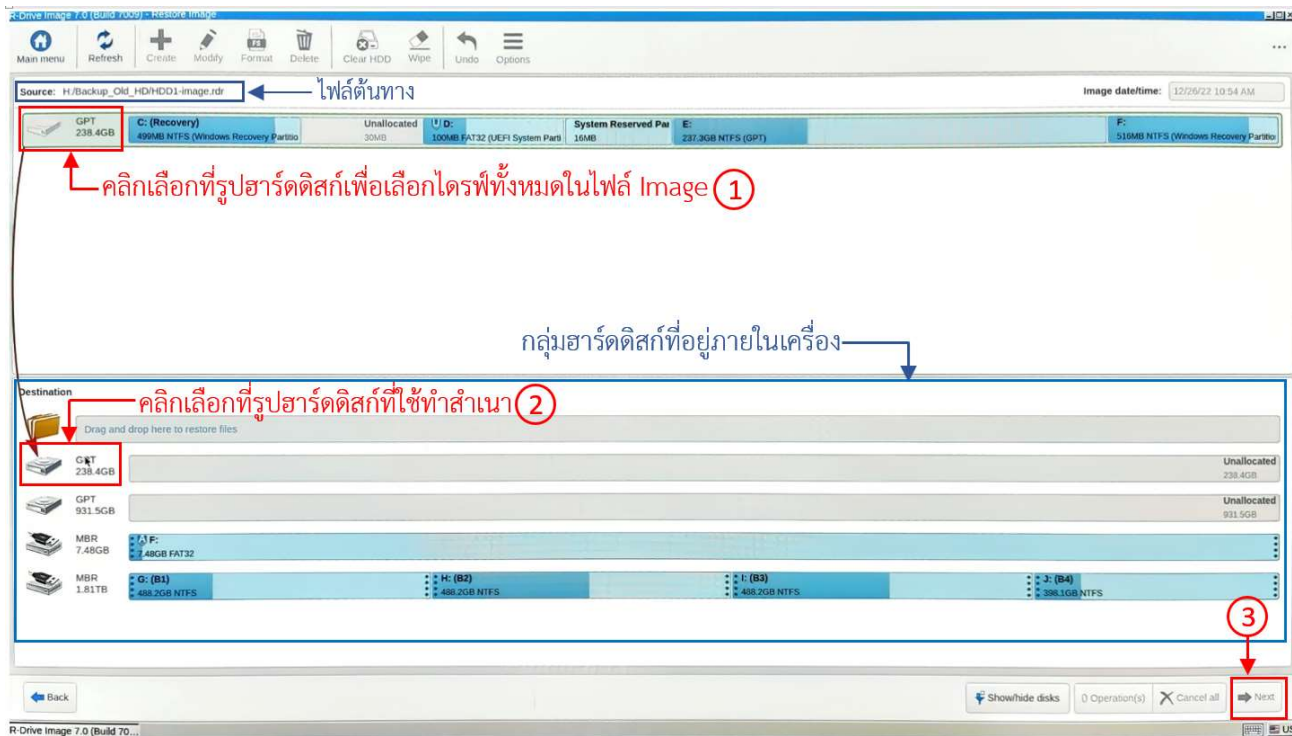 R-Drive Image 7.0 (Build 7009) - Restore Image
Main menu Refresh Create Modify Format Delete Clear HDD Wipe Undo Options
Source: H:/Backup_Old_HD/HDD1-image.rdr ไฟล์ต้นทาง Image date/time: 12/26/22 10:54 AM
GPT C: (Recovery) Unallocated D: System Reserved Par E: F:
238.4GB 499MB NTFS (Windows Recovery Partitio 30MB 100MB FAT32 (UEFI System Parti 16MB 237.3GB NTFS (GPT) 516MB NTFS (Windows Recovery Partitio
คลิกเลือกที่รูปฮาร์ดดิสก์เพื่อเลือกไดรฟ์ทั้งหมดในไฟล์ Image 1
กลุ่มฮาร์ดดิสก์ที่อยู่ภายในเครื่อง
Destination
คลิกเลือกที่รูปฮาร์ดดิสก์ที่ใช้ทำสำเนา 2
Drag and drop here to restore files
GPT Unallocated
238.4GB 238.4GB
GPT Unallocated
931.5GB 931.5GB
MBR F:
7.48GB 7.48GB FAT32
MBR G: (B1) H: (B2) I: (B3) J: (B4)
1.81TB 488.2GB NTFS 488.2GB NTFS 488.2GB NTFS 398.1GB NTFS
3
Back Show/hide disks 0 Operation(s) Cancel all Next
R-Drive Image 7.0 (Build 70... US